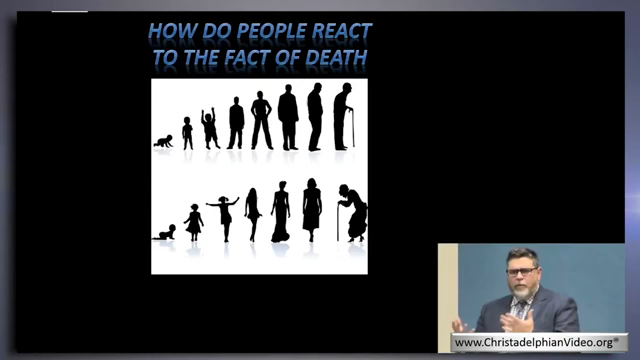 HOW DO PEOPLE REACT
TO THE FACT OF DEATH
www.ChristadelphianVideo.org®